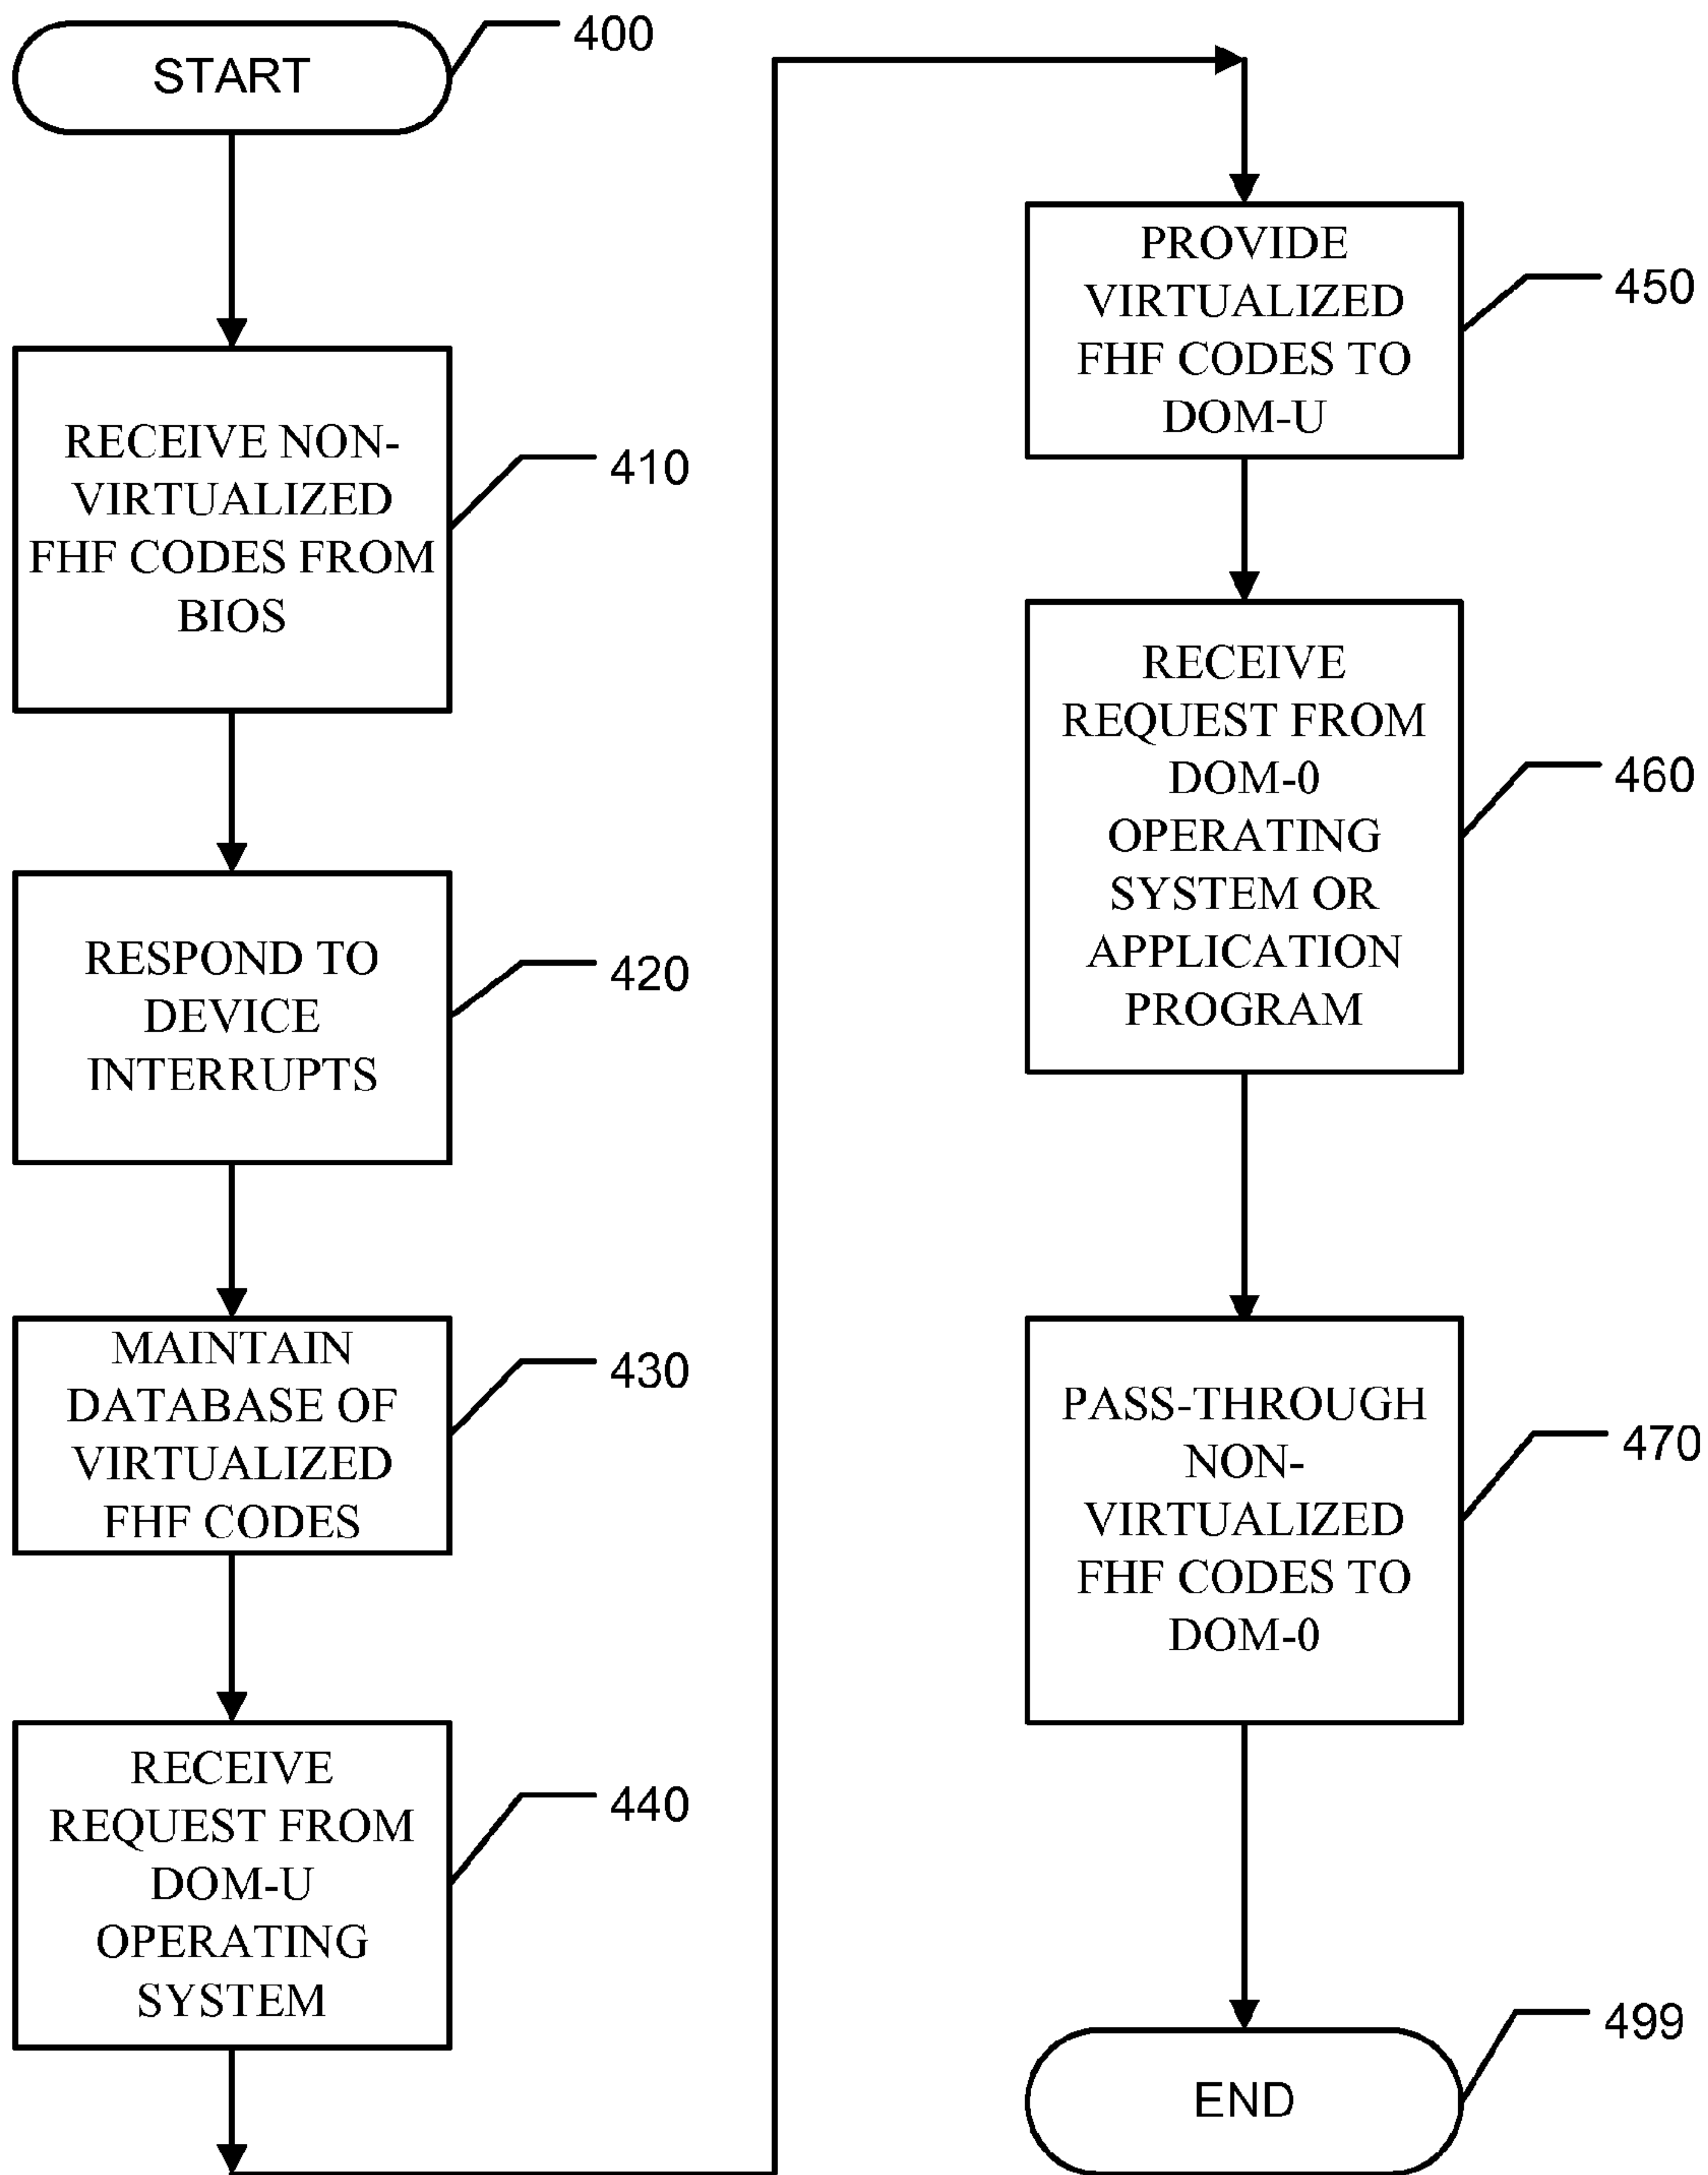 START
400
RECEIVE NON-
VIRTUALIZED
FHF CODES FROM
BIOS
410
RESPOND TO
DEVICE
INTERRUPTS
420
MAINTAIN
DATABASE OF
VIRTUALIZED
FHF CODES
430
RECEIVE
REQUEST FROM
DOM-U
OPERATING
SYSTEM
440
PROVIDE
VIRTUALIZED
FHF CODES TO
DOM-U
450
RECEIVE
REQUEST FROM
DOM-0
OPERATING
SYSTEM OR
APPLICATION
PROGRAM
460
PASS-THROUGH
NON-
VIRTUALIZED
FHF CODES TO
DOM-0
470
END
499